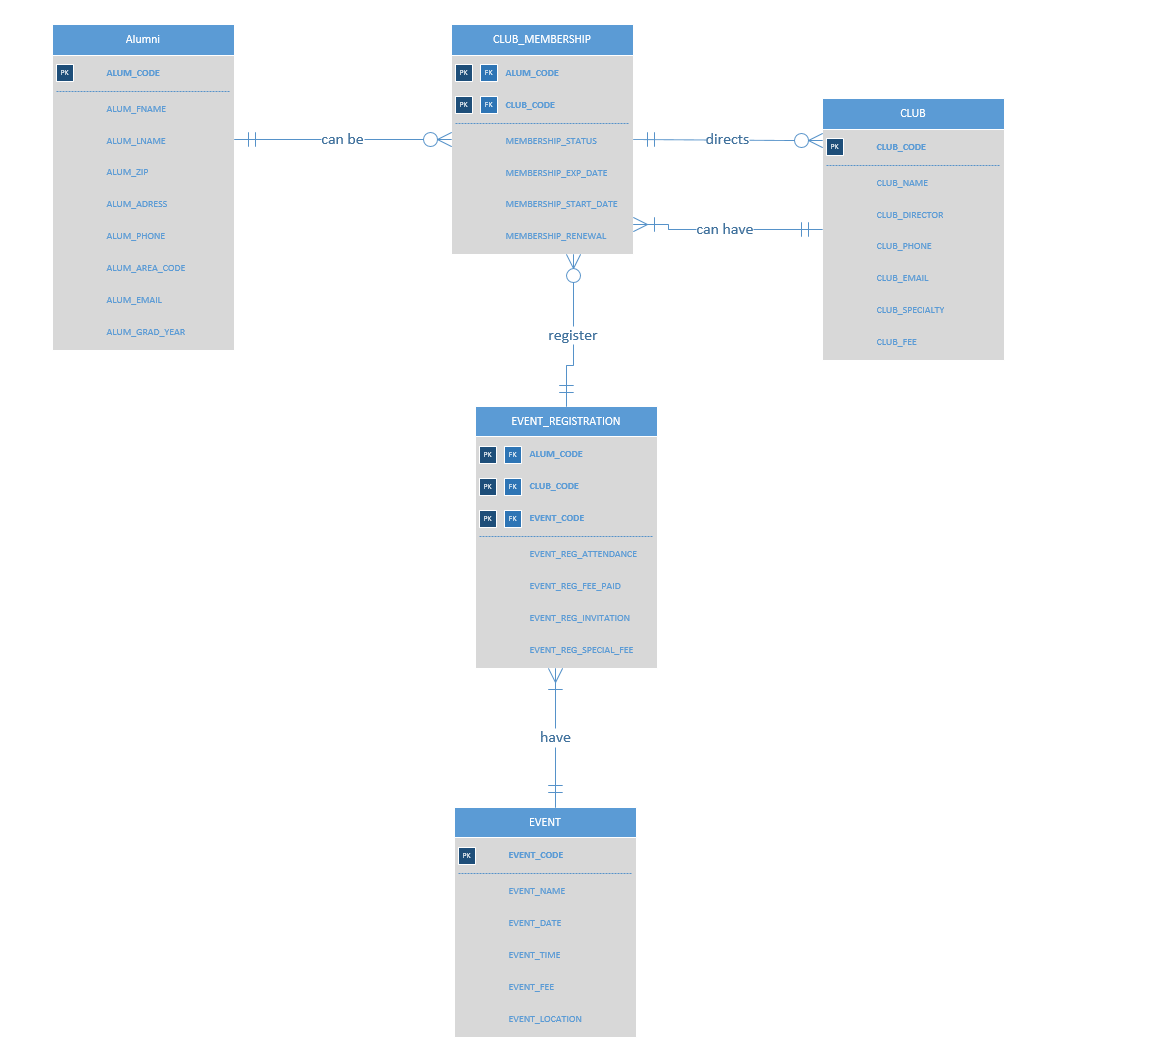 Alumni
PK ALUM_CODE
ALUM_FNAME
ALUM_LNAME
ALUM_ZIP
ALUM_ADRESS
ALUM_PHONE
ALUM_AREA_CODE
ALUM_EMAIL
ALUM_GRAD_YEAR
can be
CLUB_MEMBERSHIP
PK FK ALUM_CODE
PK FK CLUB_CODE
MEMBERSHIP_STATUS
MEMBERSHIP_EXP_DATE
MEMBERSHIP_START_DATE
MEMBERSHIP_RENEWAL
directs
can have
CLUB
PK CLUB_CODE
CLUB_NAME
CLUB_DIRECTOR
CLUB_PHONE
CLUB_EMAIL
CLUB_SPECIALTY
CLUB_FEE
register
EVENT_REGISTRATION
PK FK ALUM_CODE
PK FK CLUB_CODE
PK FK EVENT_CODE
EVENT_REG_ATTENDANCE
EVENT_REG_FEE_PAID
EVENT_REG_INVITATION
EVENT_REG_SPECIAL_FEE
have
EVENT
PK EVENT_CODE
EVENT_NAME
EVENT_DATE
EVENT_TIME
EVENT_FEE
EVENT_LOCATION